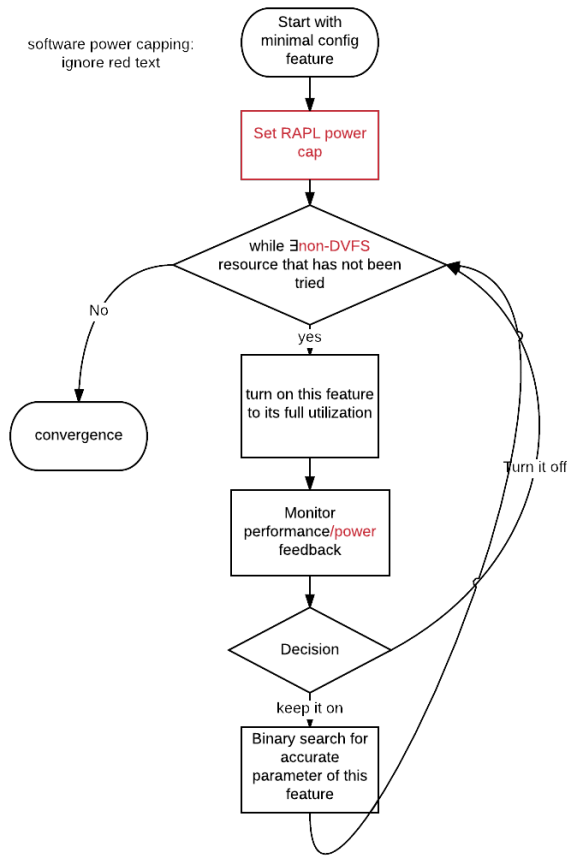 software power capping:
ignore red text
Start with
minimal config
feature
Set RAPL power
cap
while ∃non-DVFS
resource that has not been
tried
No
yes
turn on this feature
to its full utilization
convergence
Turn it off
Monitor
performance/power
feedback
Decision
keep it on
Binary search for
accurate
parameter of this
feature